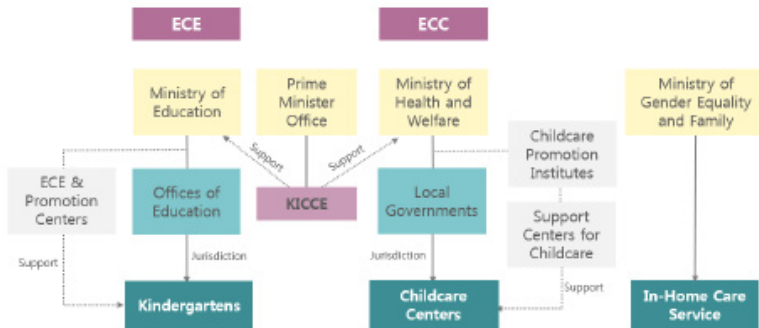 ECE
ECC
Ministry of
Education
Prime
Minister
Office
Ministry of
Health and
Welfare
Ministry of
Gender Equality
and Family
Support
Support
Childcare
Promotion
Institutes
ECE &
Promotion
Centers
Offices of
Education
KICCE
Local
Governments
Support
Centers for
Childcare
Support
Jurisdiction
Jurisdiction
Support
Kindergartens
Childcare
Centers
In-Home Care
Service